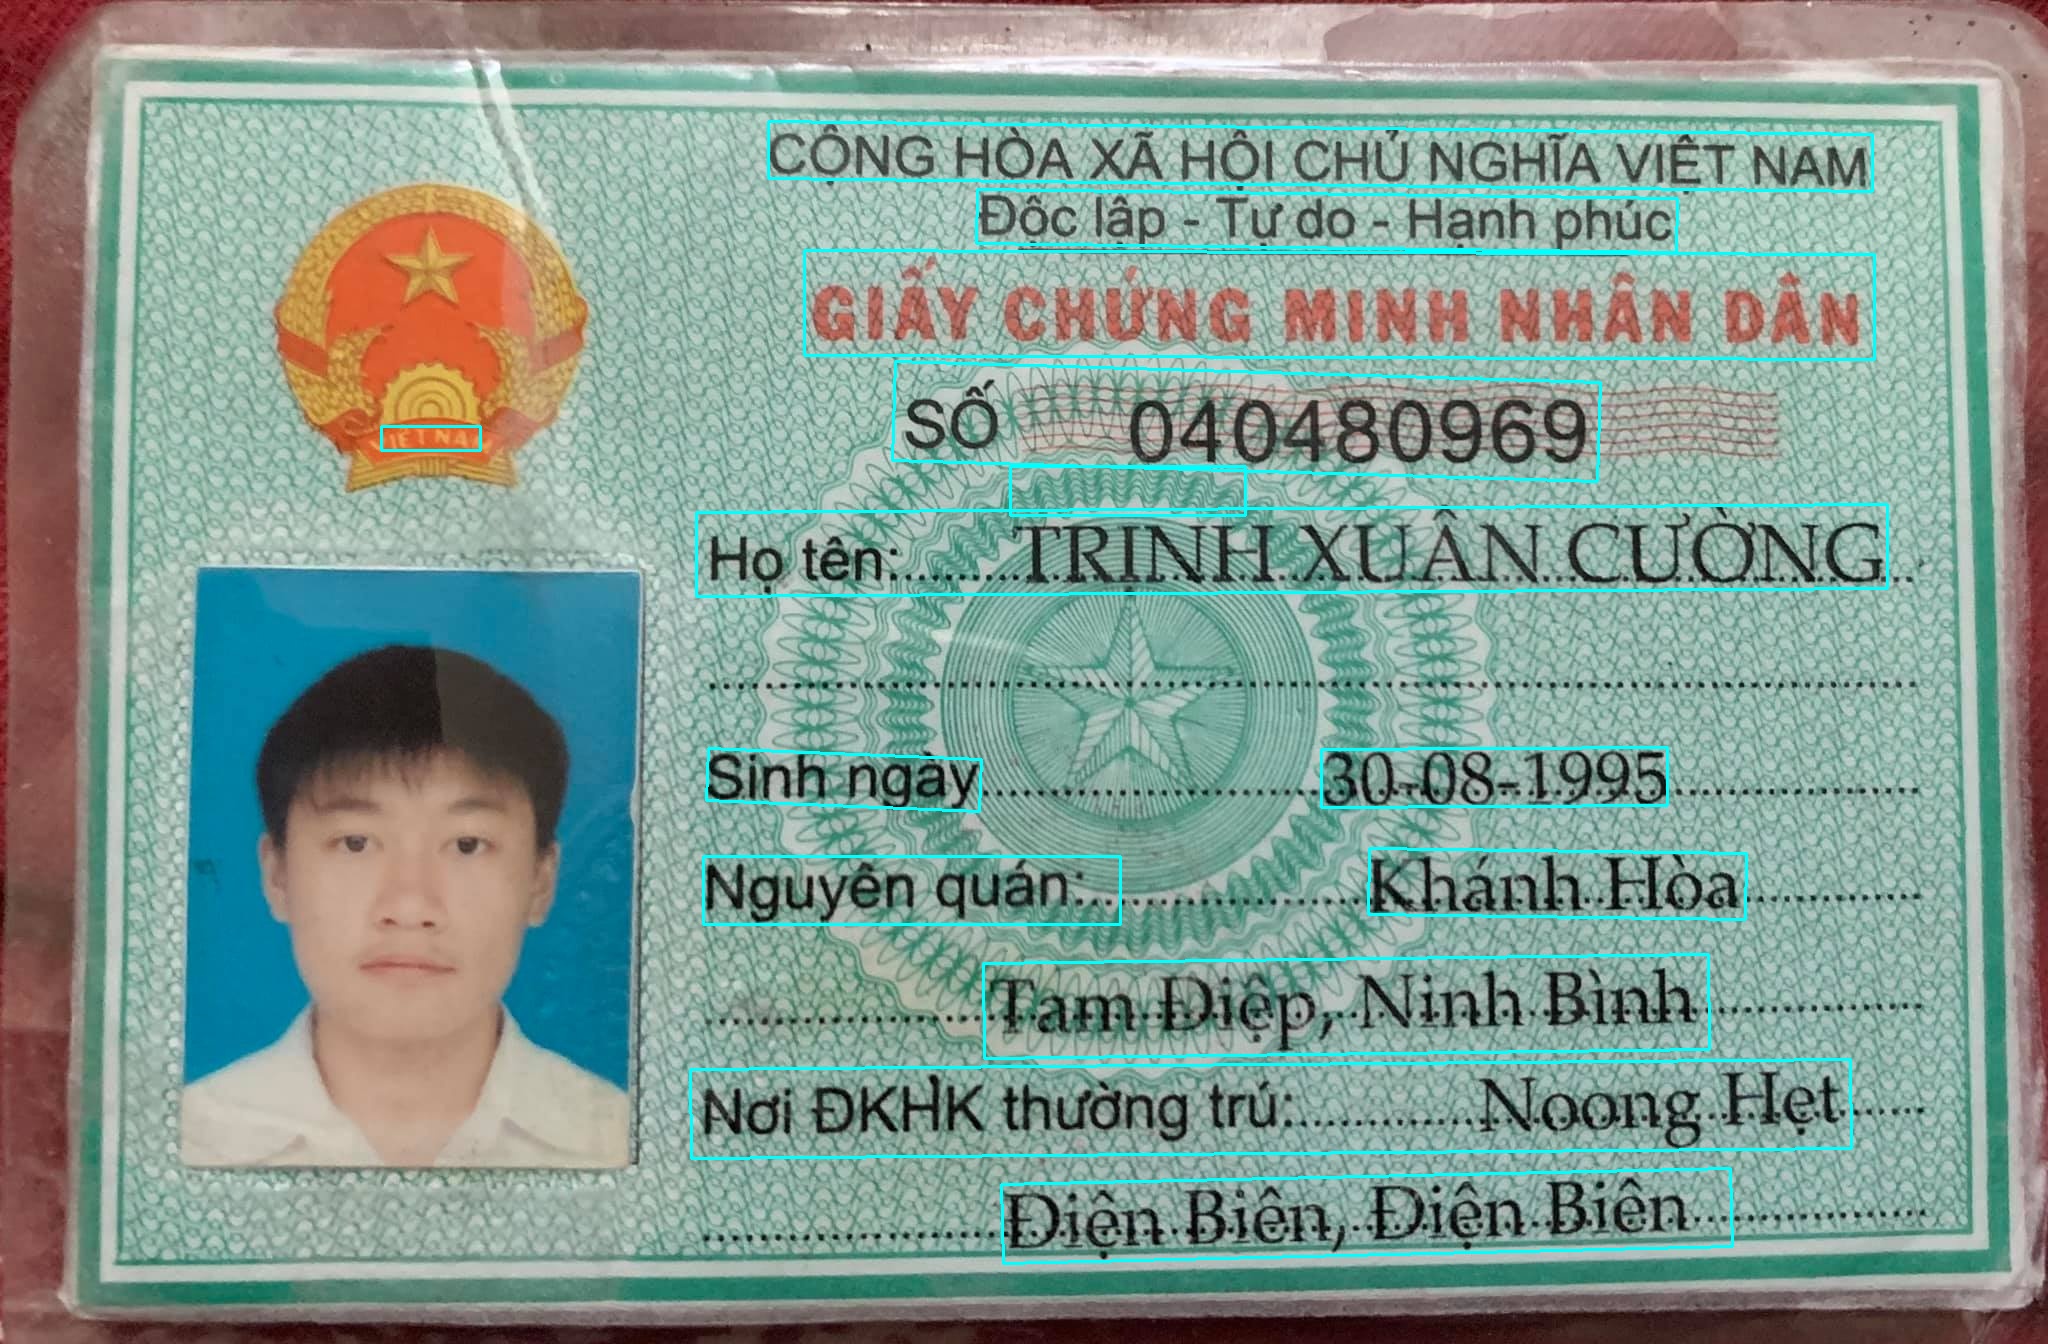 CỘNG HÒA XÃ HỘI CHỦ NGHĨA VIỆT NAM
Độc lập - Tự do - Hạnh phúc
GIẤY CHỨNG MINH NHÂN DÂN
SỐ 040480969
VIỆT NAM
Họ tên: TRỊNH XUÂN CƯỜNG
Sinh ngày 30-08-1995
Nguyên quán: Khánh Hòa
Tam Điệp, Ninh Bình
Nơi ĐKHK thường trú: Noong Hẹt
Điện Biên, Điện Biên